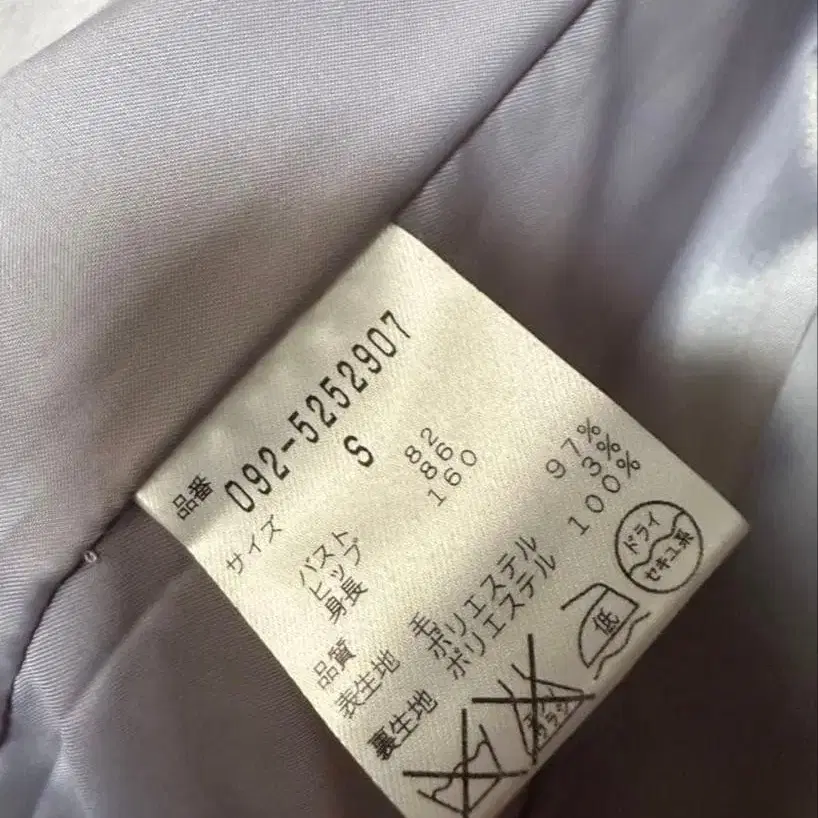 品番 092-5252907
サイズ S
バスト 82
ヒップ 86
身長 160
品質
表生地 毛 97%
ポリエステル 3%
裏生地 ポリエステル 100%
低
ドライ
セキユ系